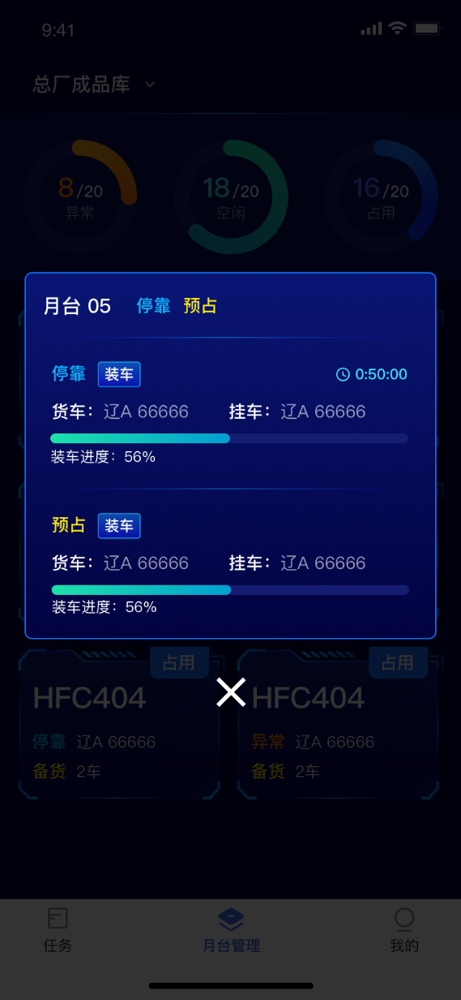 9:41
总厂成品库
8/20 18/20 16/20
异常 空闲 占用
月台 05 停靠 预占
停靠 装车 0:50:00
货车：辽A 66666 挂车：辽A 66666
装车进度：56%
预占 装车
货车：辽A 66666 挂车：辽A 66666
装车进度：56%
占用 占用
HFC404 HFC404
停靠 辽A 66666 异常 辽A 66666
备货 2车 备货 2车
任务 月台管理 我的